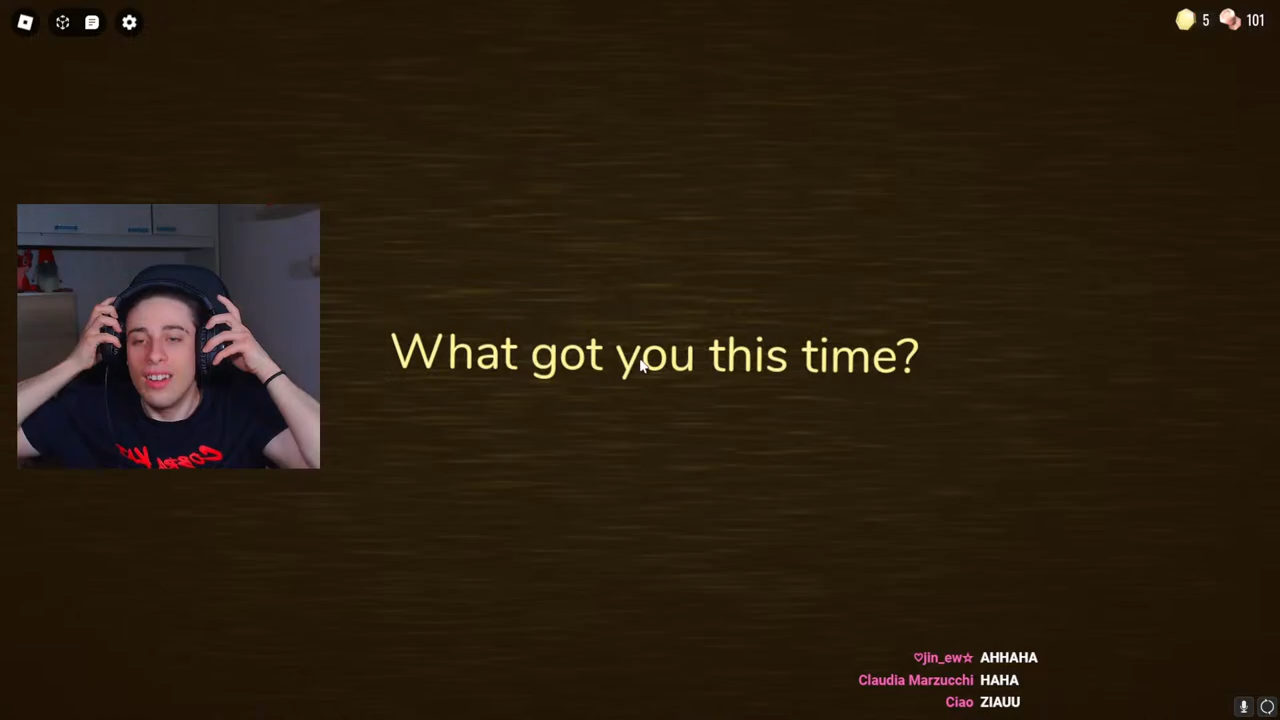 5 101
What got you this time?
♡jin_ew☆ AHHAHA
Claudia Marzucchi HAHA
Ciao ZIAUU